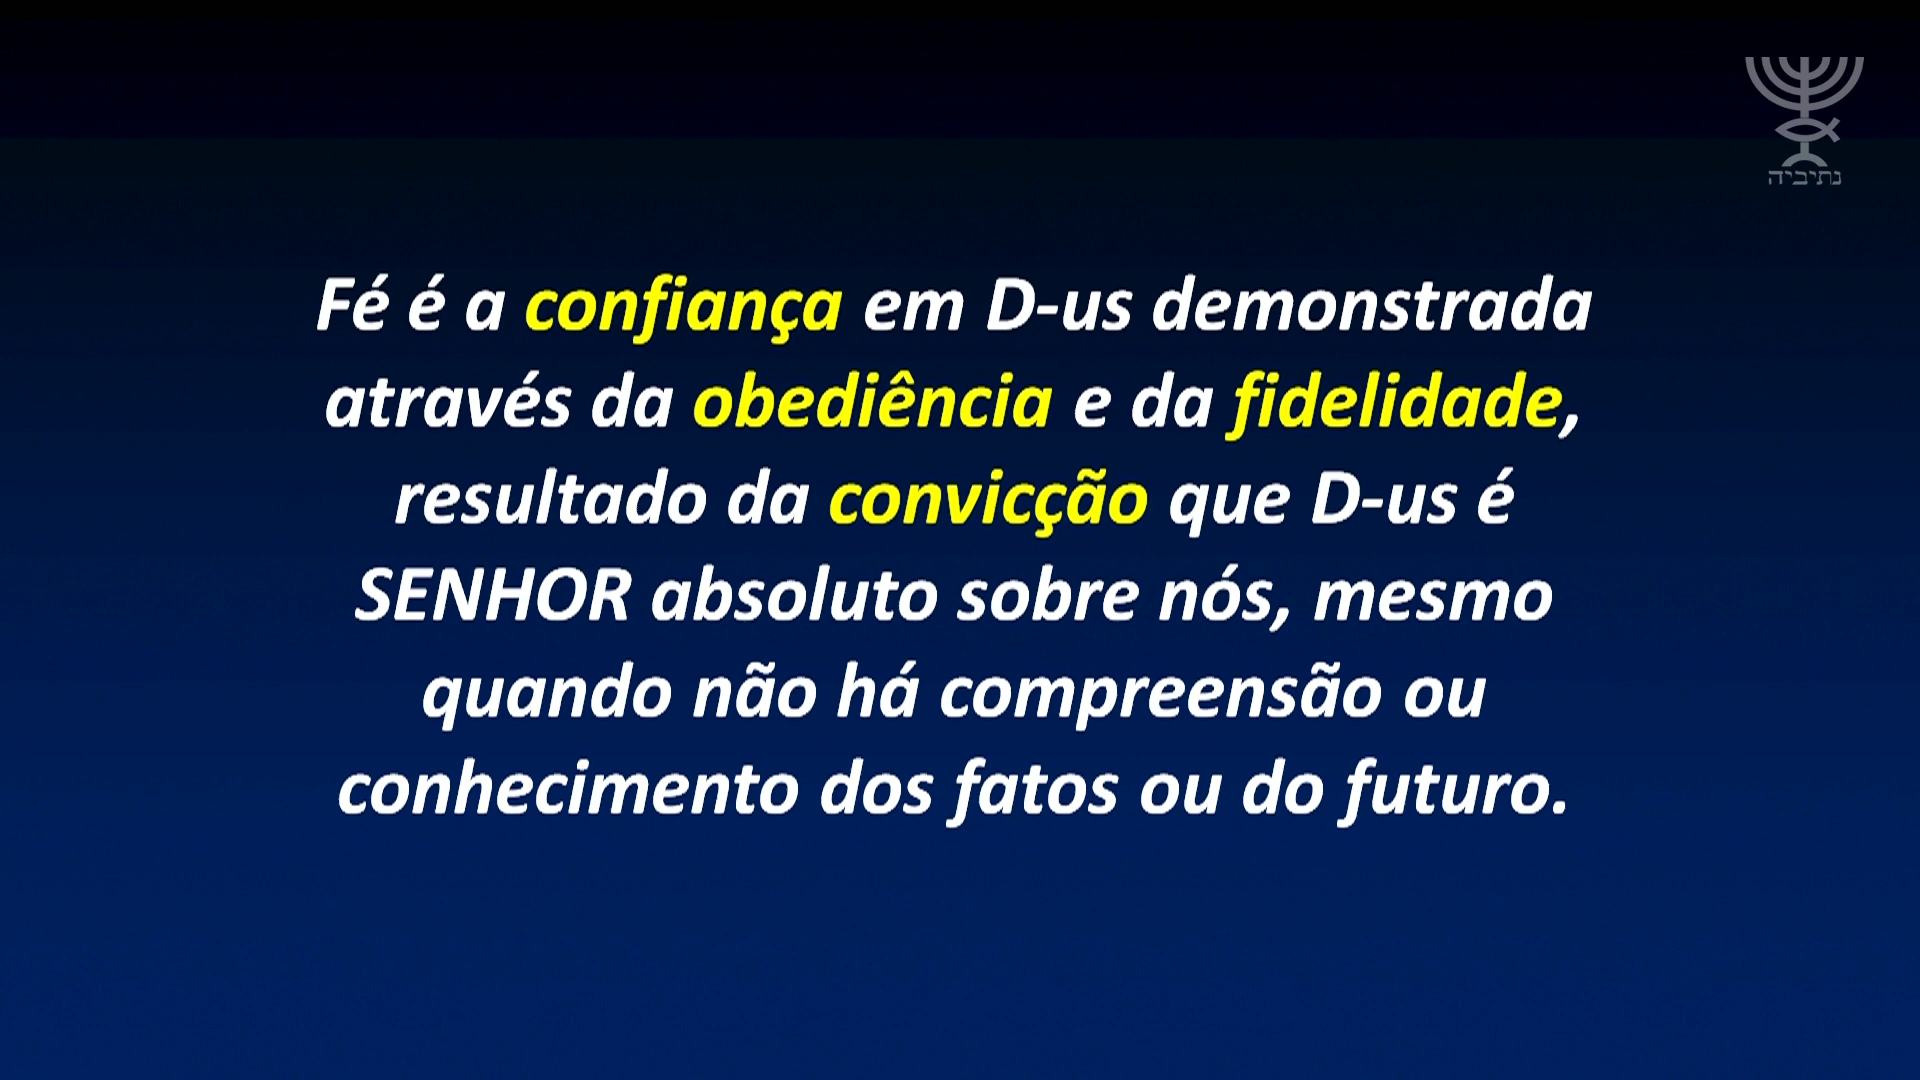 נתיביה
Fé é a confiança em D-us demonstrada
através da obediência e da fidelidade,
resultado da convicção que D-us é
SENHOR absoluto sobre nós, mesmo
quando não há compreensão ou
conhecimento dos fatos ou do futuro.